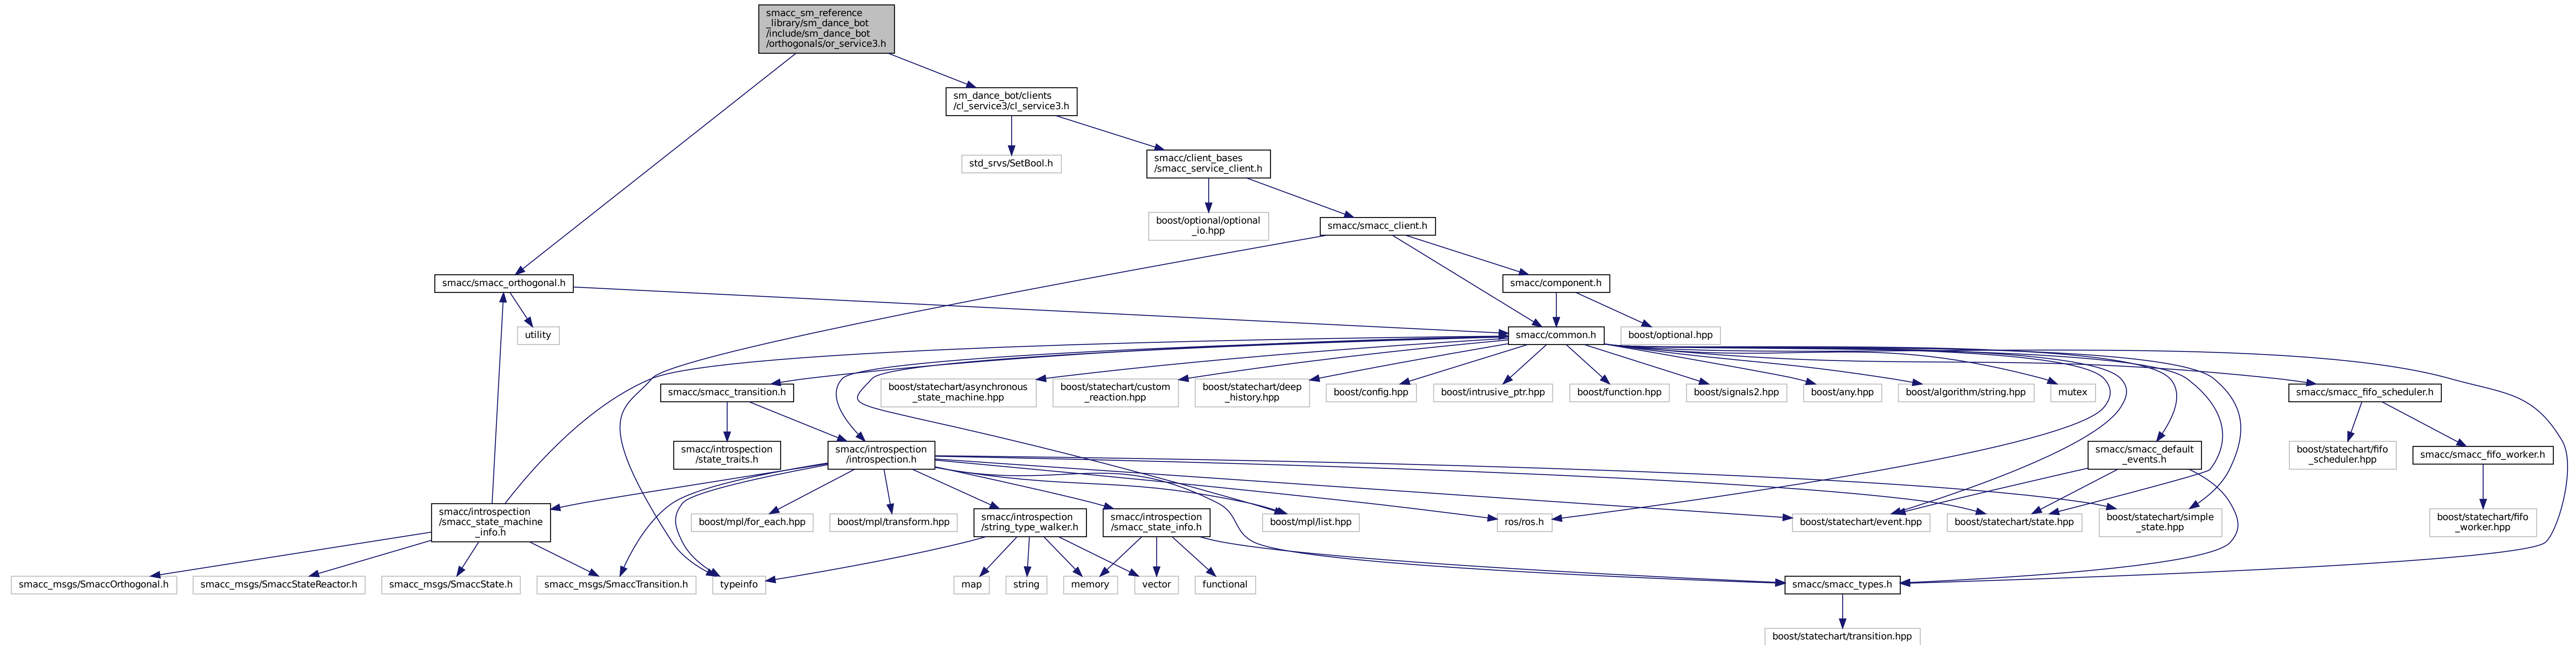 smacc_sm_reference
_library/sm_dance_bot
/include/sm_dance_bot
/orthogonals/or_service3.h
sm_dance_bot/clients
/cl_service3/cl_service3.h
std_srvs/SetBool.h
smacc/client_bases
/smacc_service_client.h
boost/optional/optional
_io.hpp
smacc/smacc_client.h
smacc/smacc_orthogonal.h
smacc/component.h
utility
smacc/common.h
boost/optional.hpp
smacc/smacc_transition.h
boost/statechart/asynchronous
_state_machine.hpp
boost/statechart/custom
_reaction.hpp
boost/statechart/deep
_history.hpp
boost/config.hpp
boost/intrusive_ptr.hpp
boost/function.hpp
boost/signals2.hpp
boost/any.hpp
boost/algorithm/string.hpp
mutex
smacc/smacc_fifo_scheduler.h
smacc/introspection
/state_traits.h
smacc/introspection
/introspection.h
smacc/smacc_default
_events.h
boost/statechart/fifo
_scheduler.hpp
smacc/smacc_fifo_worker.h
smacc/introspection
/smacc_state_machine
_info.h
boost/mpl/for_each.hpp
boost/mpl/transform.hpp
smacc/introspection
/string_type_walker.h
smacc/introspection
/smacc_state_info.h
boost/mpl/list.hpp
ros/ros.h
boost/statechart/event.hpp
boost/statechart/state.hpp
boost/statechart/simple
_state.hpp
boost/statechart/fifo
_worker.hpp
smacc_msgs/SmaccOrthogonal.h
smacc_msgs/SmaccStateReactor.h
smacc_msgs/SmaccState.h
smacc_msgs/SmaccTransition.h
typeinfo
map
string
memory
vector
functional
smacc/smacc_types.h
boost/statechart/transition.hpp